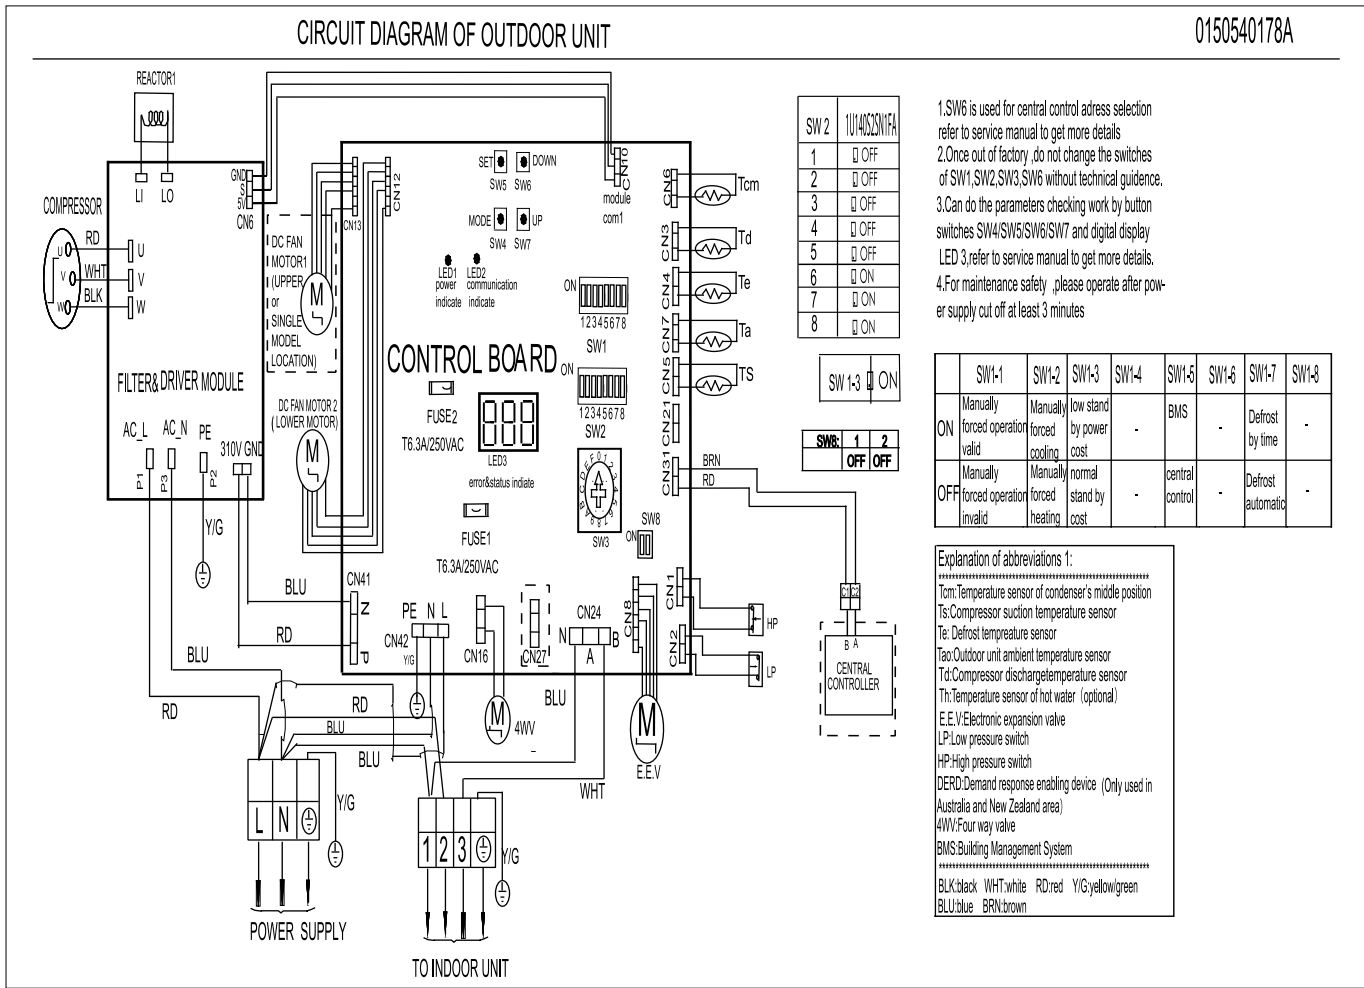 CIRCUIT DIAGRAM OF OUTDOOR UNIT
0150540178A
REACTOR1
LI
LO
GND
S
5V
CN6
COMPRESSOR
RD
WHT
BLK
U
V
W
U
V
W
FILTER& DRIVER MODULE
AC_L
AC_N
PE
310V GND
P1
P3
P2
Y/G
DC FAN
MOTOR1
(UPPER
or
SINGLE
MODEL
LOCATION)
M
DC FAN MOTOR 2
( LOWER MOTOR)
M
CN13
CN12
SET
SW5
DOWN
SW6
MODE
SW4
UP
SW7
LED1
power
indicate
LED2
communication
indicate
CN10
module
com1
ON
12345678
SW1
ON
12345678
SW2
CONTROL BOARD
FUSE2
T6.3A/250VAC
LED3
error&status indiate
FUSE1
T6.3A/250VAC
0123456789ABCDEF
SW3
SW8
ON
CN6
Tcm
CN3
Td
CN4
Te
CN7
Ta
CN5
TS
CN21
CN31
BRN
RD
CN1
HP
CN2
LP
CN8
M
E.E.V
CN24
N
A
B
CN27
CN16
M
4WV
PE N L
CN42
Y/G
CN41
N
P
BLU
RD
BLU
RD
RD
BLU
BLU
BLU
WHT
Y/G
L
N
POWER SUPPLY
1
2
3
Y/G
TO INDOOR UNIT
C1
C2
B
A
CENTRAL
CONTROLLER
SW 2 1U140S2SN1FA
1 OFF
2 OFF
3 OFF
4 OFF
5 OFF
6 ON
7 ON
8 ON
SW 1-3 ON
SW8: 1 2
OFF OFF
1.SW6 is used for central control adress selection
refer to service manual to get more details
2.Once out of factory ,do not change the switches
of SW1,SW2,SW3,SW6 without technical guidence.
3.Can do the parameters checking work by button
switches SW4/SW5/SW6/SW7 and digital display
LED 3,refer to service manual to get more details.
4.For maintenance safety ,please operate after pow-
er supply cut off at least 3 minutes
SW1-1 SW1-2 SW1-3 SW1-4 SW1-5 SW1-6 SW1-7 SW1-8
ON
Manually
forced operation
valid
Manually
forced
cooling
low stand
by power
cost
-
BMS
-
Defrost
by time
-
OFF
Manually
forced operation
invalid
Manually
forced
heating
normal
stand by
cost
-
central
control
-
Defrost
automatic
-
Explanation of abbreviations 1:
Tcm:Temperature sensor of condenser's middle position
Ts:Compressor suction temperature sensor
Te: Defrost tempreature sensor
Tao:Outdoor unit ambient temperature sensor
Td:Compressor dischargetemperature sensor
Th:Temperature sensor of hot water (optional)
E.E.V:Electronic expansion valve
LP:Low pressure switch
HP:High pressure switch
DERD:Demand response enabling device (Only used in
Australia and New Zealand area)
4WV:Four way valve
BMS:Building Management System
BLK:black WHT:white RD:red Y/G:yellow/green
BLU:blue BRN:brown